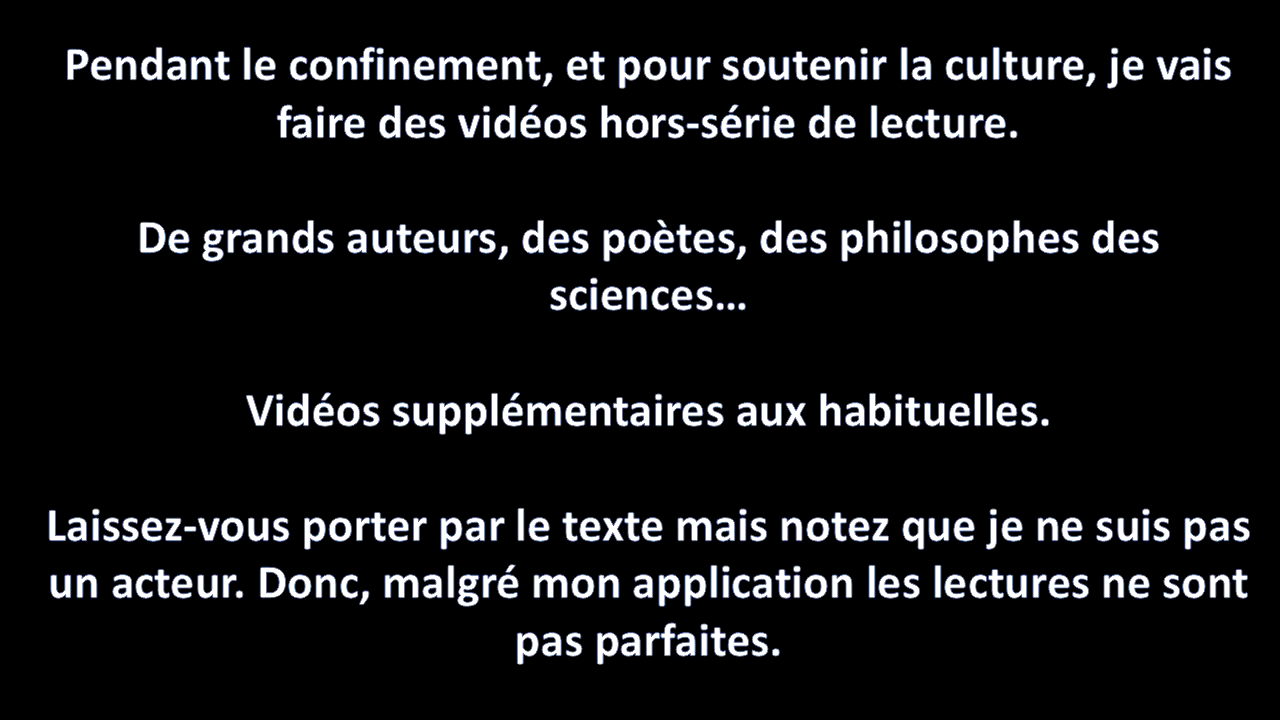 Pendant le confinement, et pour soutenir la culture, je vais
faire des vidéos hors-série de lecture.
De grands auteurs, des poètes, des philosophes des
sciences…
Vidéos supplémentaires aux habituelles.
Laissez-vous porter par le texte mais notez que je ne suis pas
un acteur. Donc, malgré mon application les lectures ne sont
pas parfaites.